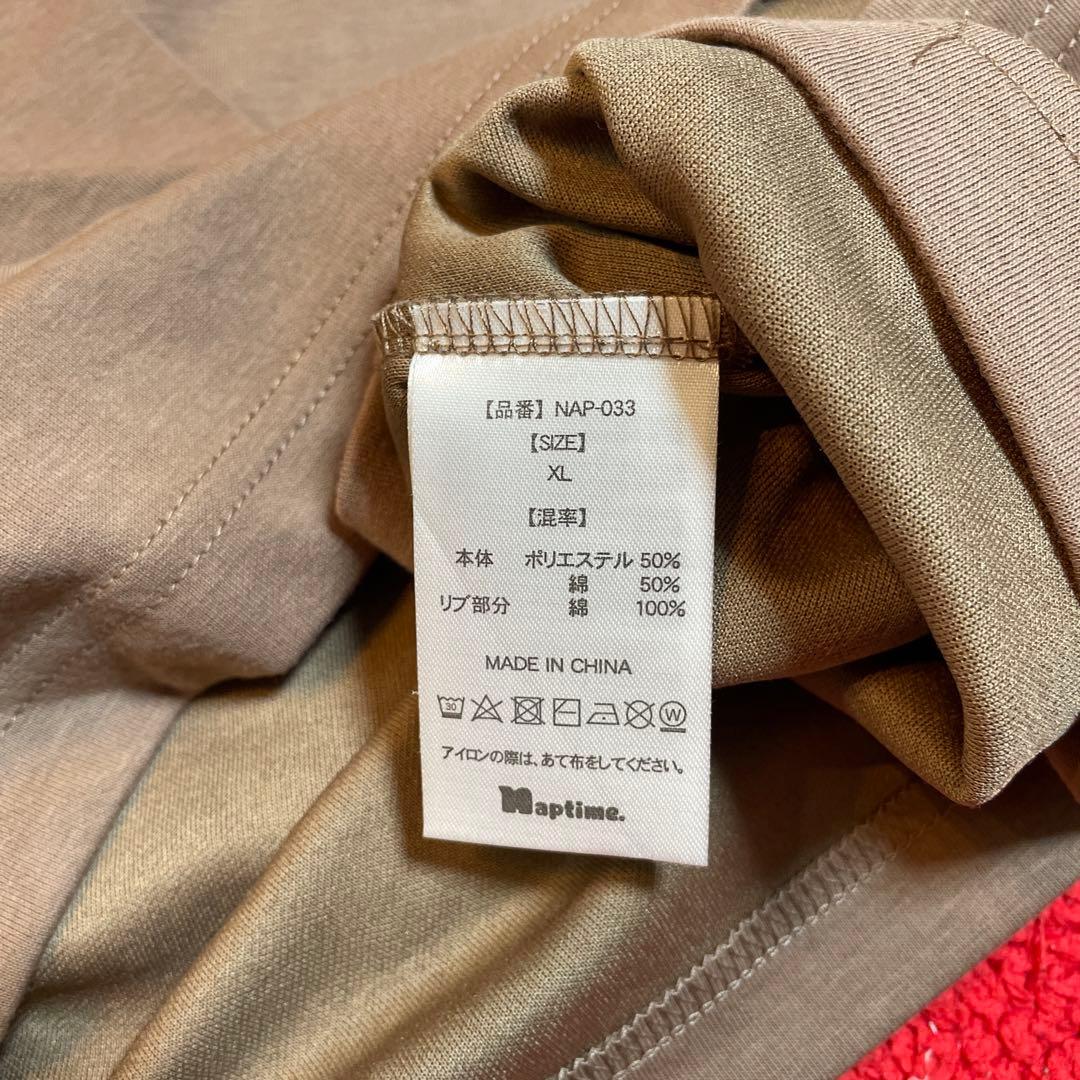 【品番】 NAP-033
【SIZE】
XL
【混率】
本体 ポリエステル 50%
綿 50%
リブ部分 綿 100%
MADE IN CHINA
30 W
アイロンの際は、あて布をしてください。
Naptime.